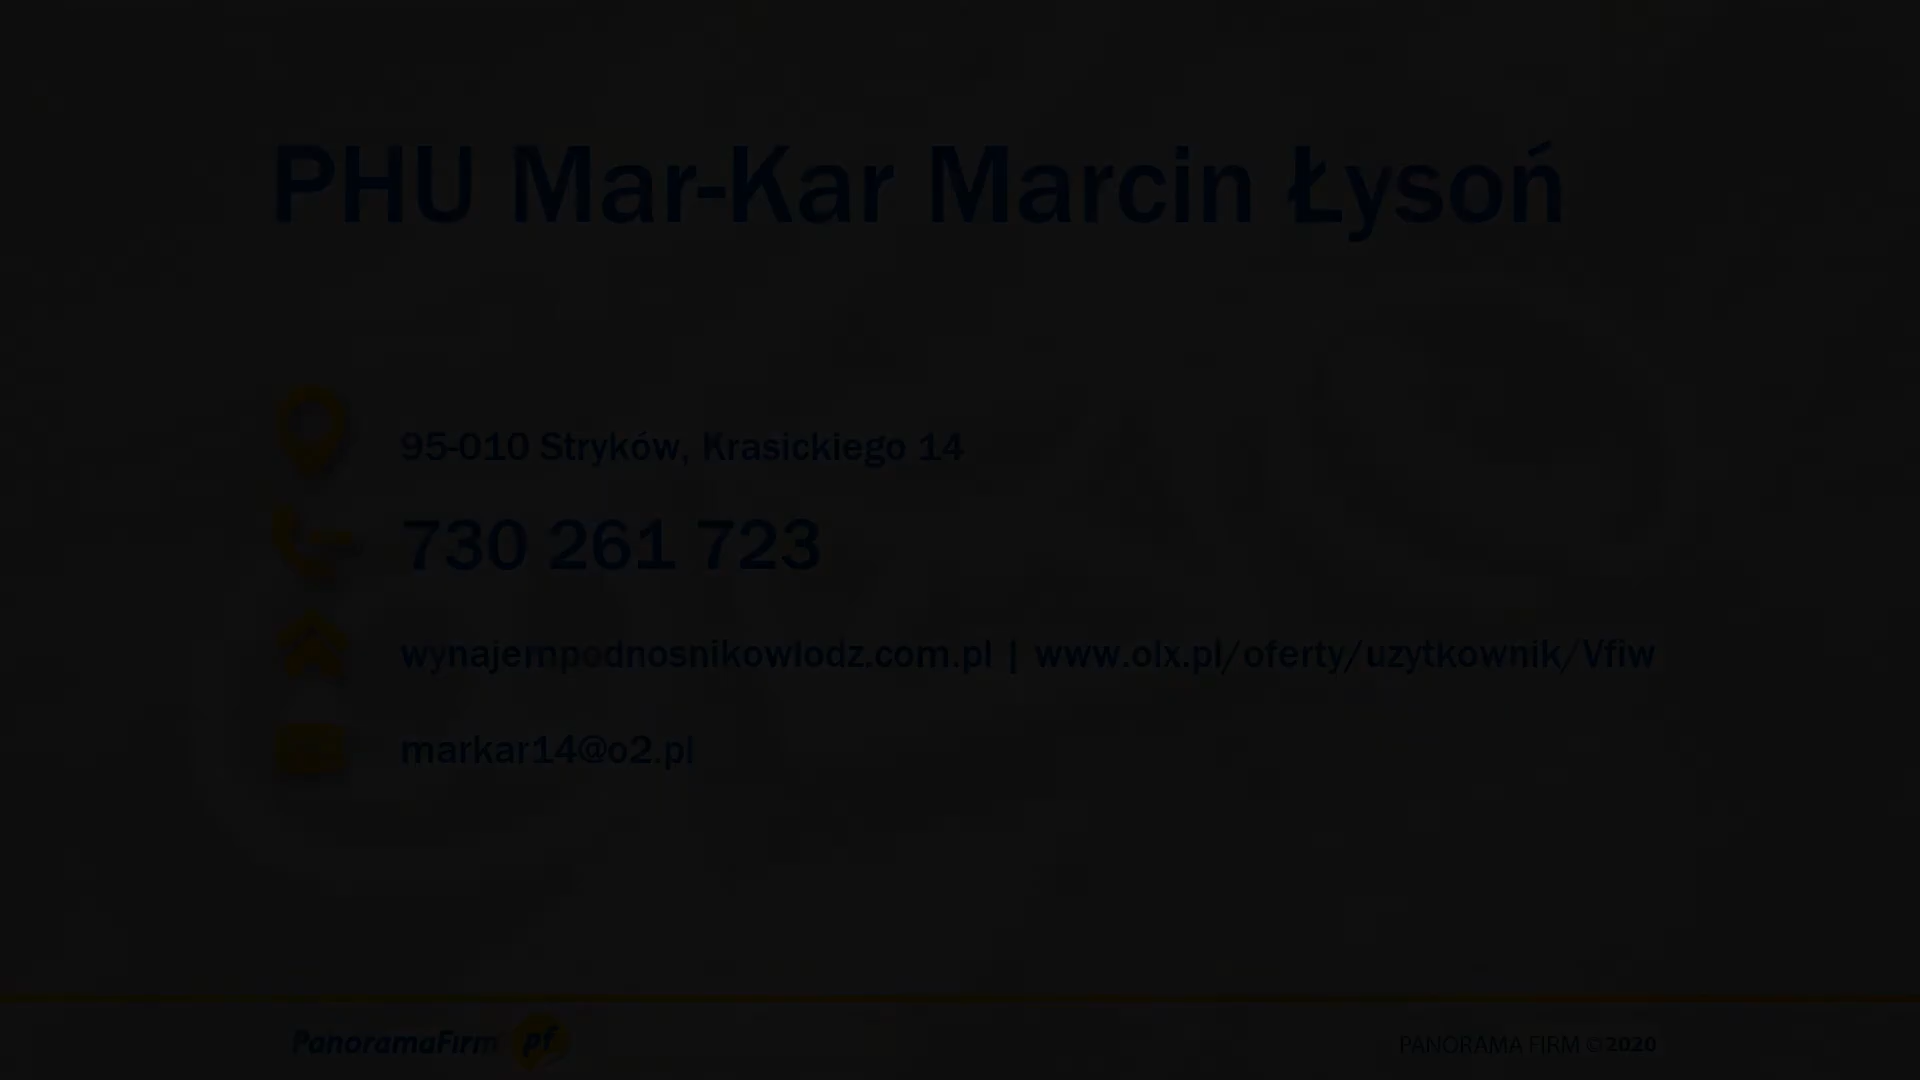 PHU Mar-Kar Marcin Łysoń
95-010 Stryków, Krasickiego 14
730 261 723
wynajempodnosnikowlodz.com.pl | www.olx.pl/oferty/uzytkownik/Vfiw
markar14@o2.pl
PanoramaFirm pf
PANORAMA FIRM ©2020